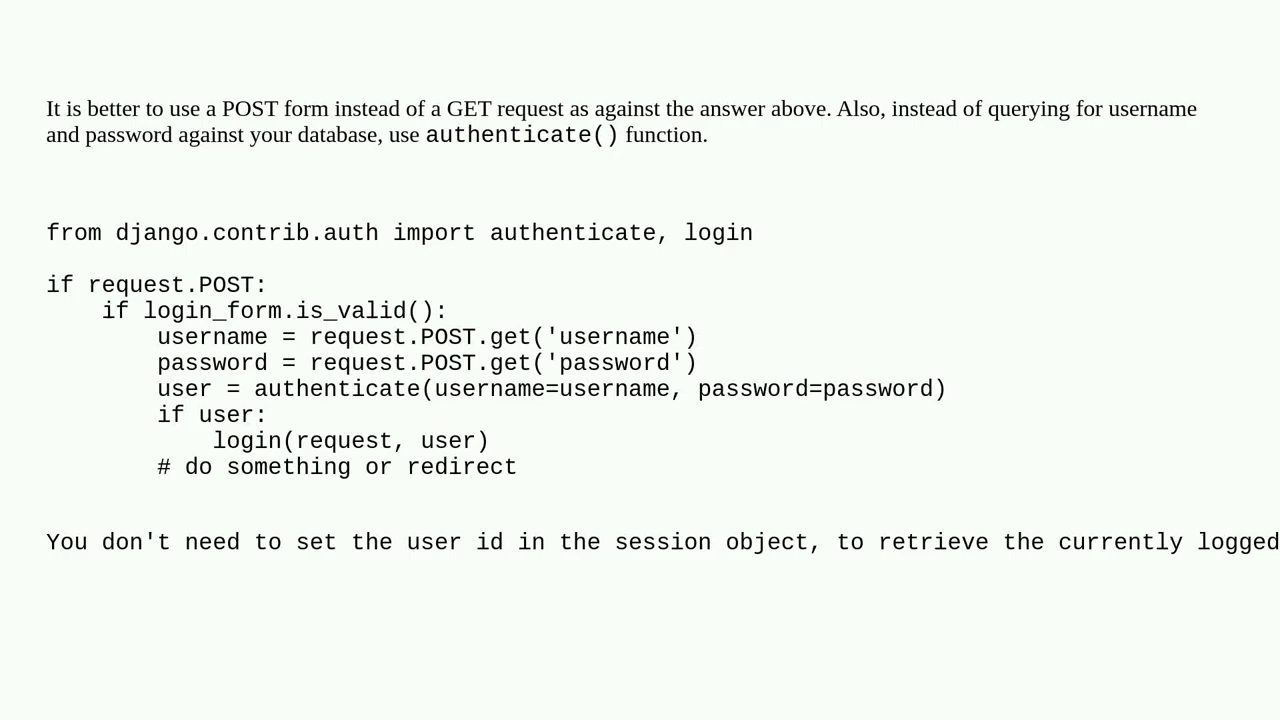 It is better to use a POST form instead of a GET request as against the answer above. Also, instead of querying for username
and password against your database, use authenticate() function.
from django.contrib.auth import authenticate, login
if request.POST:
    if login_form.is_valid():
        username = request.POST.get('username')
        password = request.POST.get('password')
        user = authenticate(username=username, password=password)
        if user:
            login(request, user)
        # do something or redirect
You don't need to set the user id in the session object, to retrieve the currently logged